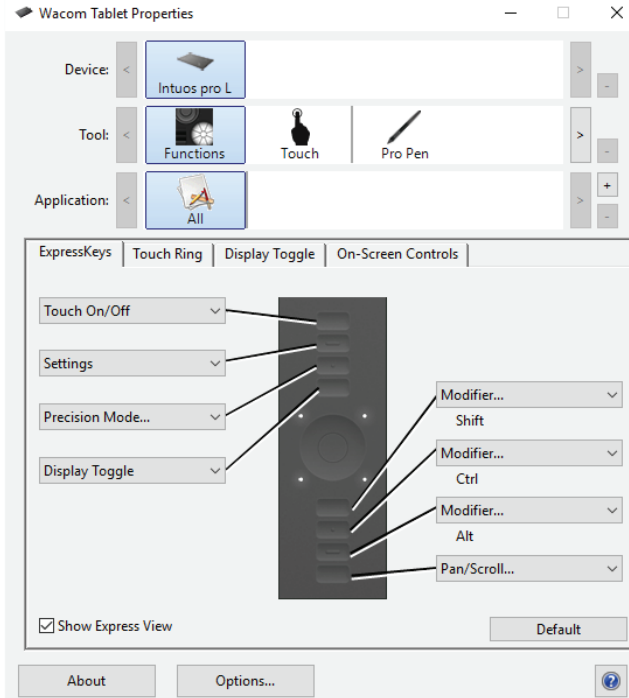 Wacom Tablet Properties
Device:
<
Intuos pro L
>
-
Tool:
<
Functions
Touch
Pro Pen
>
-
Application:
<
All
>
+
-
ExpressKeys
Touch Ring
Display Toggle
On-Screen Controls
Touch On/Off
Settings
Precision Mode...
Display Toggle
Modifier...
Shift
Modifier...
Ctrl
Modifier...
Alt
Pan/Scroll...
Show Express View
Default
About
Options...
?